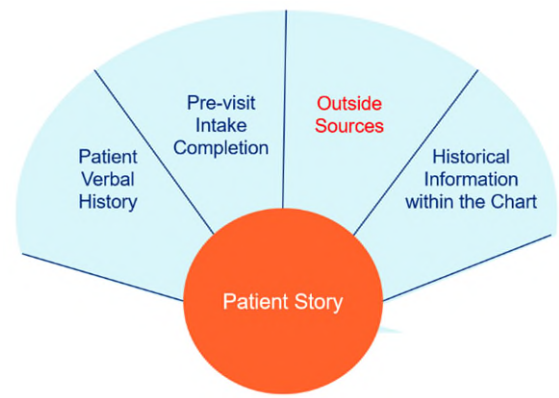 Patient
Verbal
History
Pre-visit
Intake
Completion
Outside
Sources
Historical
Information
within the Chart
Patient Story